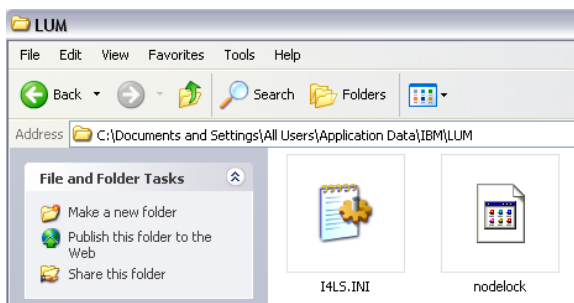 LUM
File Edit View Favorites Tools Help
Back Search Folders
Address C:\Documents and Settings\All Users\Application Data\IBM\LUM
File and Folder Tasks
Make a new folder
Publish this folder to the
Web
Share this folder
I4LS.INI nodelock